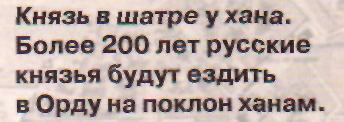 Князь в шатре у хана.
Более 200 лет русские
князья будут ездить
в Орду на поклон ханам.